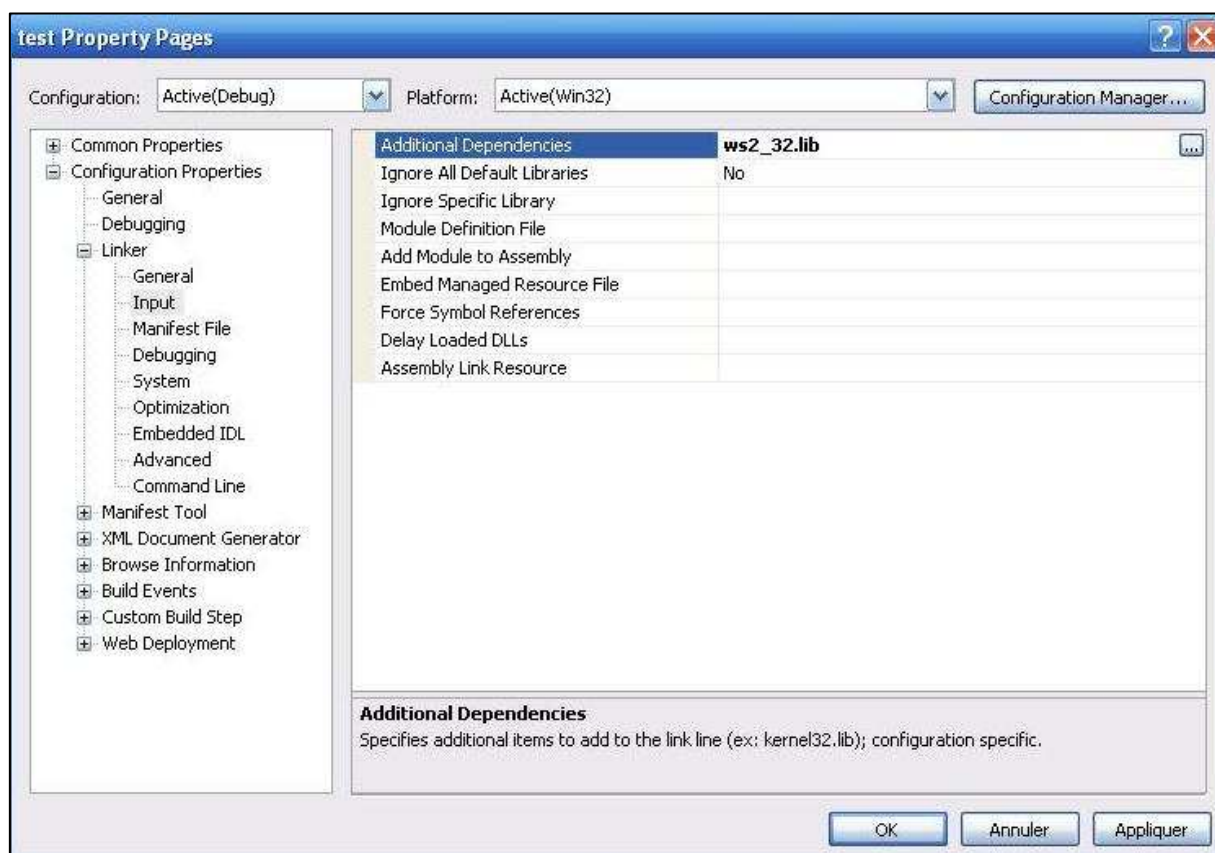 test Property Pages
Configuration: Active(Debug) Platform: Active(Win32) Configuration Manager...
Common Properties
Configuration Properties
General
Debugging
Linker
General
Input
Manifest File
Debugging
System
Optimization
Embedded IDL
Advanced
Command Line
Manifest Tool
XML Document Generator
Browse Information
Build Events
Custom Build Step
Web Deployment
Additional Dependencies ws2_32.lib ...
Ignore All Default Libraries No
Ignore Specific Library
Module Definition File
Add Module to Assembly
Embed Managed Resource File
Force Symbol References
Delay Loaded DLLs
Assembly Link Resource
Additional Dependencies
Specifies additional items to add to the link line (ex: kernel32.lib); configuration specific.
OK Annuler Appliquer